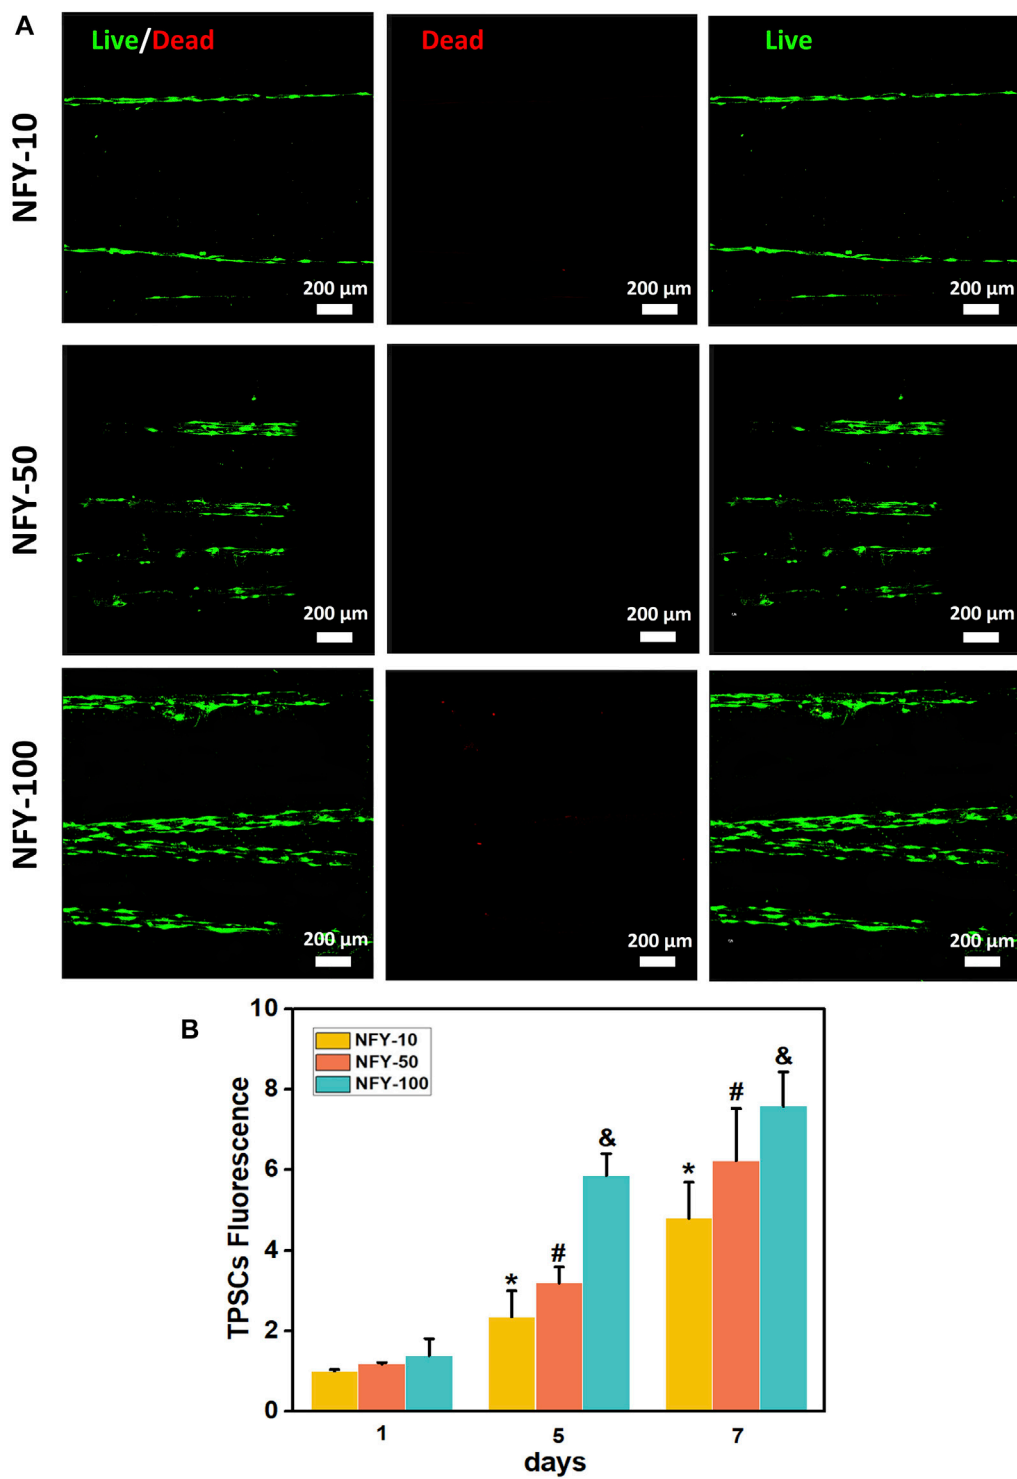 A
Live/Dead
Dead
Live
NFY-10
200 µm
200 µm
200 µm
NFY-50
200 µm
200 µm
200 µm
NFY-100
200 µm
200 µm
200 µm
B
10
8
6
4
2
0
TPSCs Fluorescence
NFY-10
NFY-50
NFY-100
*
#
&
*
#
&
1
5
7
days